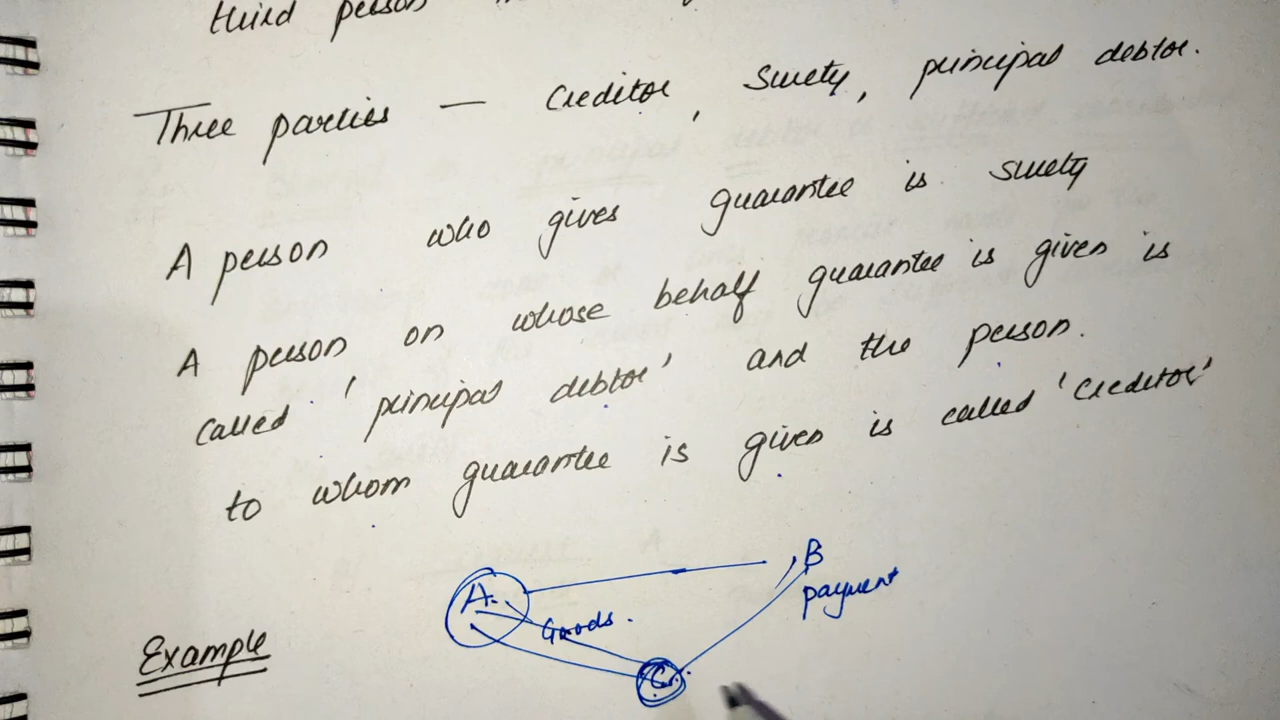 third person
Three parties — Creditor, Surety, principal debtor.
A person who gives guarantee is surety
A person on whose behalf guarantee is given is
called 'principal debtor' and the person.
to whom guarantee is given is called 'Creditor'
A. B
payment
Goods.
C
Example